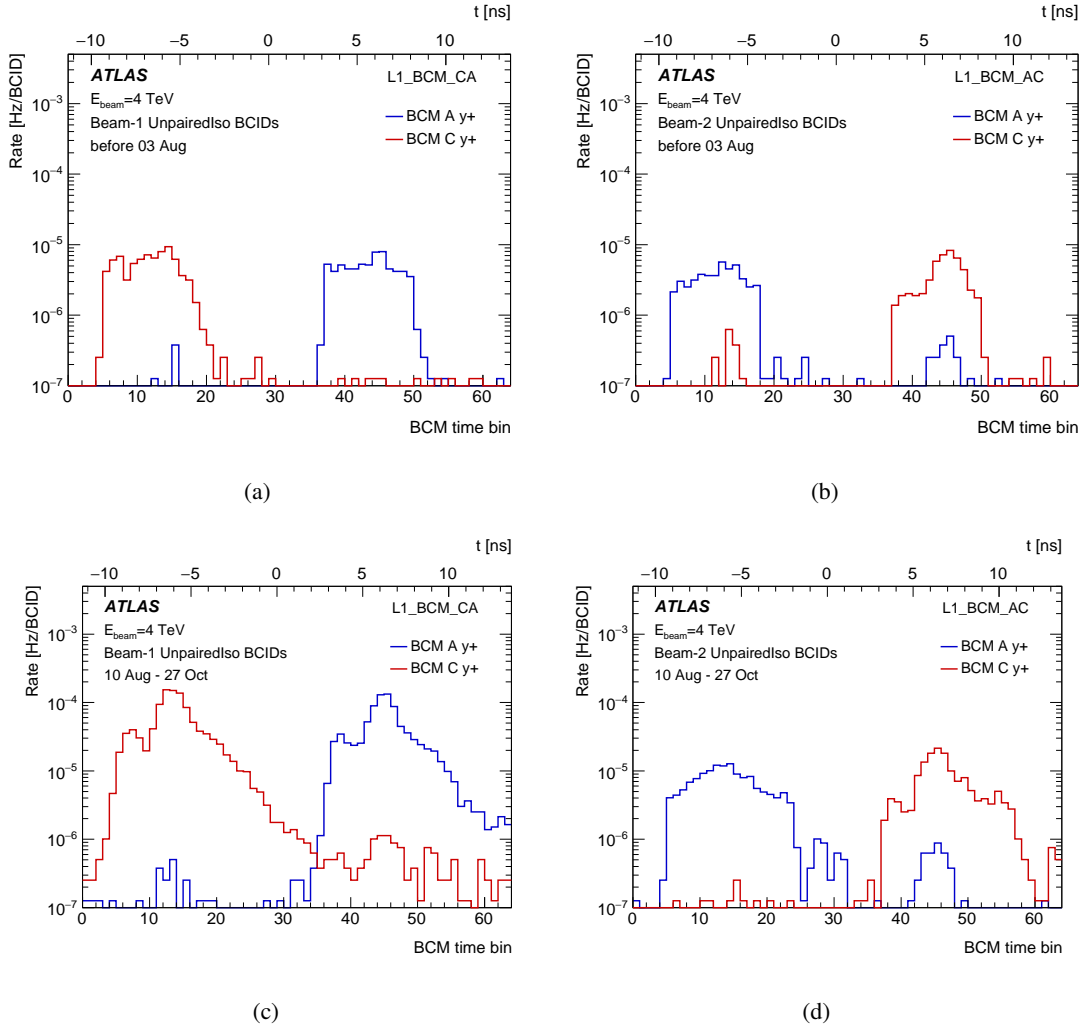 t [ns]
−10 −5 0 5 10
Rate [Hz/BCID]
ATLAS
L1_BCM_CA
E_beam=4 TeV
Beam-1 UnpairedIso BCIDs
before 03 Aug
BCM A y+
BCM C y+
10^−3
10^−4
10^−5
10^−6
10^−7
0 10 20 30 40 50 60
BCM time bin
(a)
t [ns]
−10 −5 0 5 10
Rate [Hz/BCID]
ATLAS
L1_BCM_AC
E_beam=4 TeV
Beam-2 UnpairedIso BCIDs
before 03 Aug
BCM A y+
BCM C y+
10^−3
10^−4
10^−5
10^−6
10^−7
0 10 20 30 40 50 60
BCM time bin
(b)
t [ns]
−10 −5 0 5 10
Rate [Hz/BCID]
ATLAS
L1_BCM_CA
E_beam=4 TeV
Beam-1 UnpairedIso BCIDs
10 Aug - 27 Oct
BCM A y+
BCM C y+
10^−3
10^−4
10^−5
10^−6
10^−7
0 10 20 30 40 50 60
BCM time bin
(c)
t [ns]
−10 −5 0 5 10
Rate [Hz/BCID]
ATLAS
L1_BCM_AC
E_beam=4 TeV
Beam-2 UnpairedIso BCIDs
10 Aug - 27 Oct
BCM A y+
BCM C y+
10^−3
10^−4
10^−5
10^−6
10^−7
0 10 20 30 40 50 60
BCM time bin
(d)